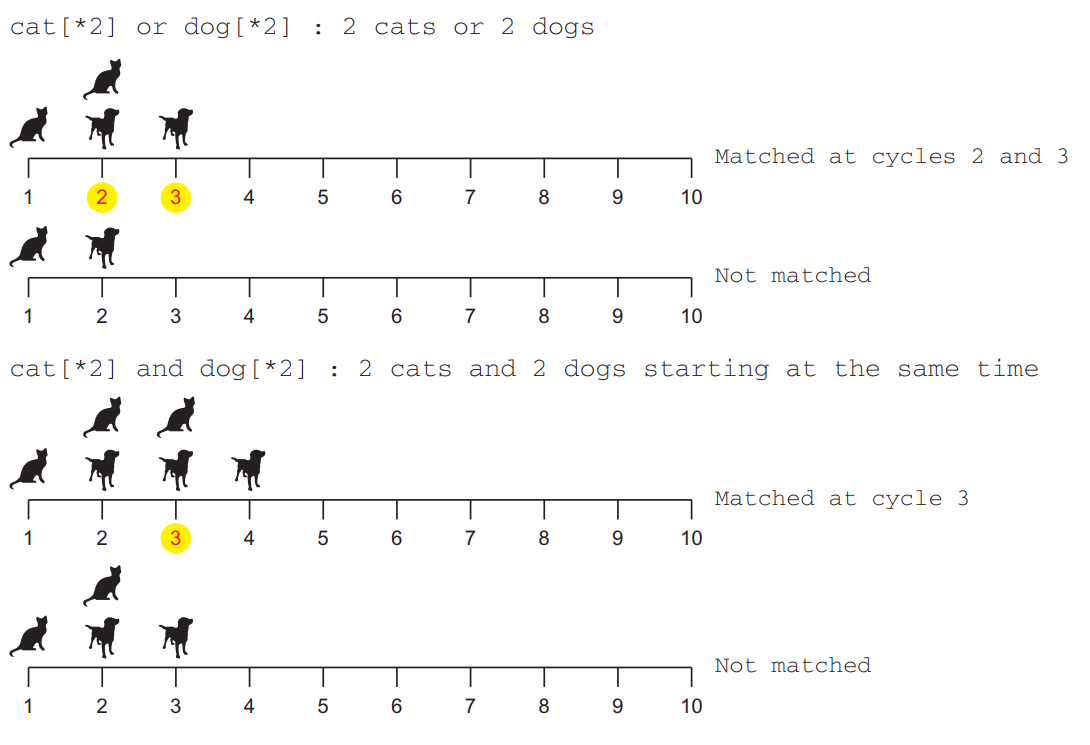 cat[*2] or dog[*2] : 2 cats or 2 dogs
Matched at cycles 2 and 3
1 2 3 4 5 6 7 8 9 10
Not matched
1 2 3 4 5 6 7 8 9 10
cat[*2] and dog[*2] : 2 cats and 2 dogs starting at the same time
Matched at cycle 3
1 2 3 4 5 6 7 8 9 10
Not matched
1 2 3 4 5 6 7 8 9 10